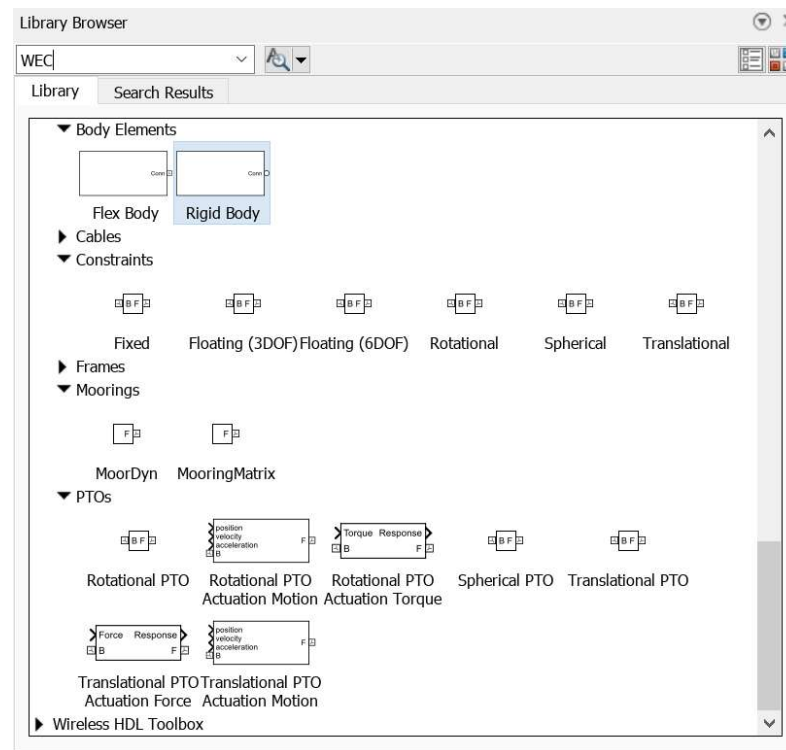 Library Browser
WEC
Library Search Results
Body Elements
Conn Conn
Flex Body Rigid Body
Cables
Constraints
B F B F B F B F B F B F
Fixed Floating (3DOF) Floating (6DOF) Rotational Spherical Translational
Frames
Moorings
F F
MoorDyn MooringMatrix
PTOs
B F position velocity acceleration B F Torque Response B F B F B F
Rotational PTO Rotational PTO Rotational PTO Spherical PTO Translational PTO
Actuation Motion Actuation Torque
Force Response B F position velocity acceleration B F
Translational PTO Translational PTO
Actuation Force Actuation Motion
Wireless HDL Toolbox